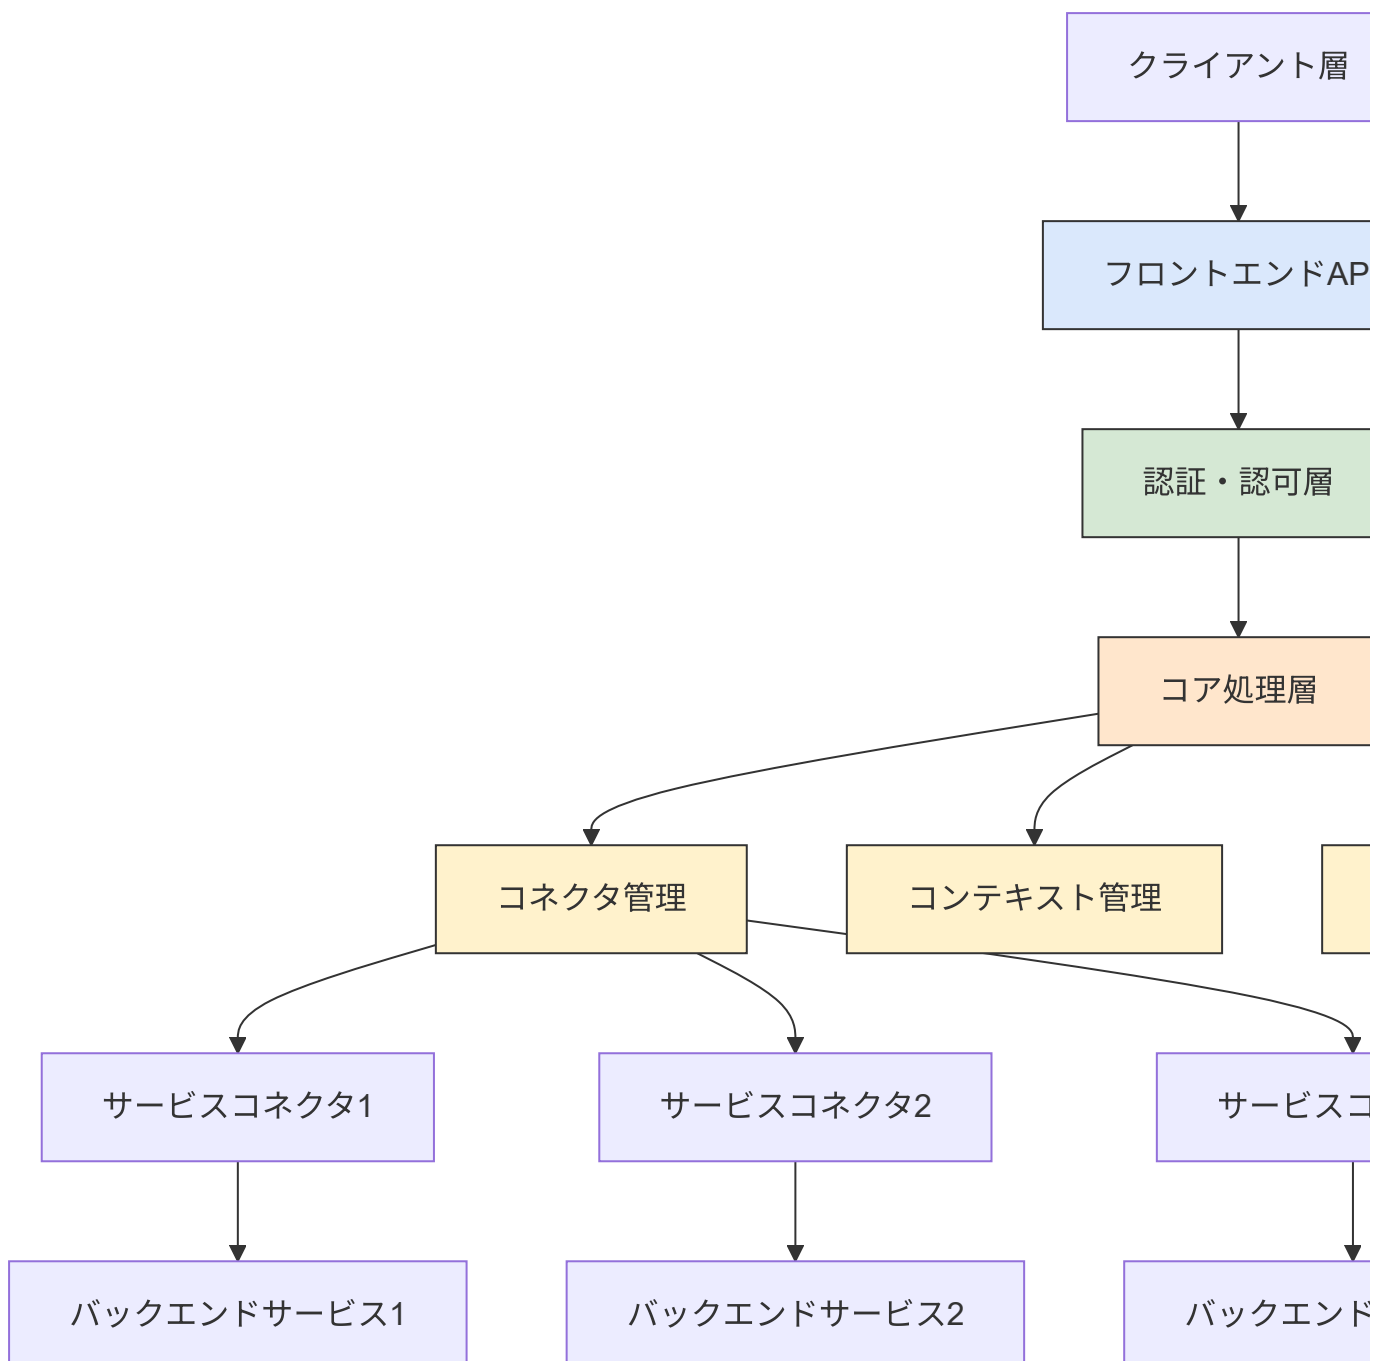 クライアント層
フロントエンドAP
認証・認可層
コア処理層
コネクタ管理
コンテキスト管理
サービスコネクタ1
サービスコネクタ2
サービスコ
バックエンドサービス1
バックエンドサービス2
バックエンド